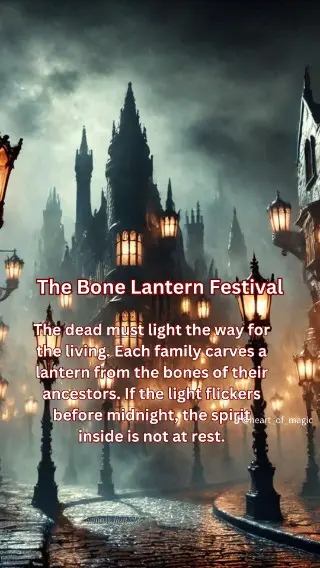 The Bone Lantern Festival
The dead must light the way for
the living. Each family carves a
lantern from the bones of their
ancestors. If the light flickers
before midnight, the spirit
inside is not at rest.
@heart_of_magic